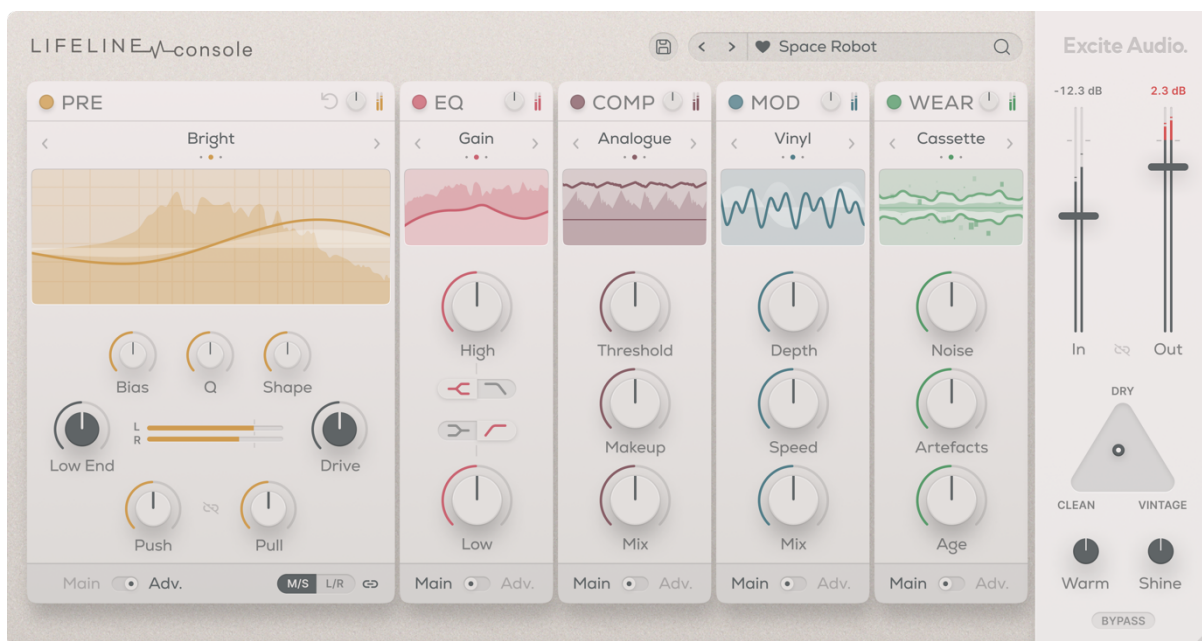 LIFELINE console
Space Robot
Excite Audio.
PRE
EQ
COMP
MOD
WEAR
-12.3 dB
2.3 dB
Bright
Gain
Analogue
Vinyl
Cassette
Bias
Q
Shape
L
R
Low End
Drive
Push
Pull
Main
Adv.
M/S
L/R
High
Low
Main
Adv.
Threshold
Makeup
Mix
Main
Adv.
Depth
Speed
Mix
Main
Adv.
Noise
Artefacts
Age
Main
Adv.
In
Out
DRY
CLEAN
VINTAGE
Warm
Shine
BYPASS